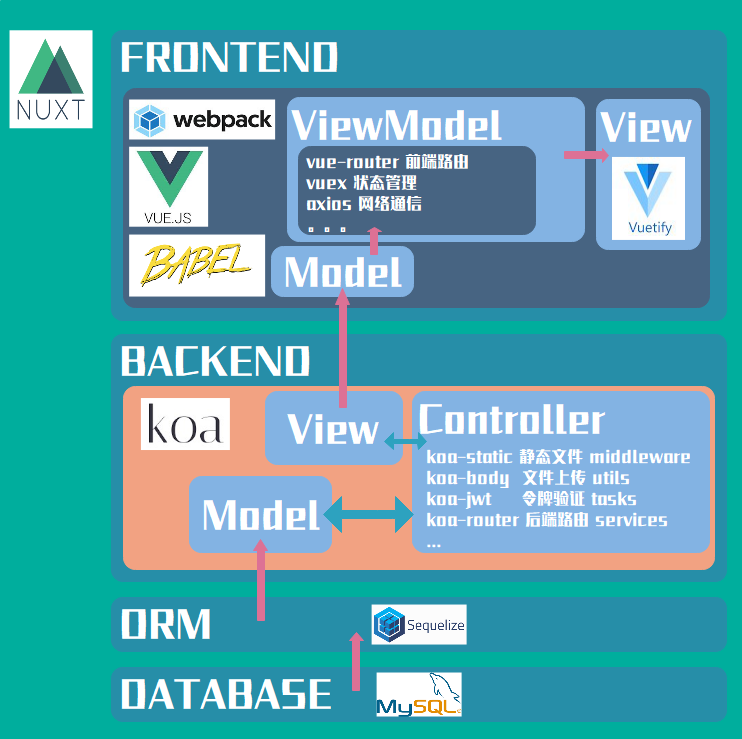 NUXT
FRONTEND
webpack
VUE.JS
BABEL
ViewModel
vue-router 前端路由
vuex 状态管理
axios 网络通信
。。。
View
Vuetify
Model
BACKEND
koa
View
Controller
koa-static 静态文件 middleware
koa-body 文件上传 utils
koa-jwt 令牌验证 tasks
koa-router 后端路由 services
...
Model
ORM
Sequelize
DATABASE
MySQL